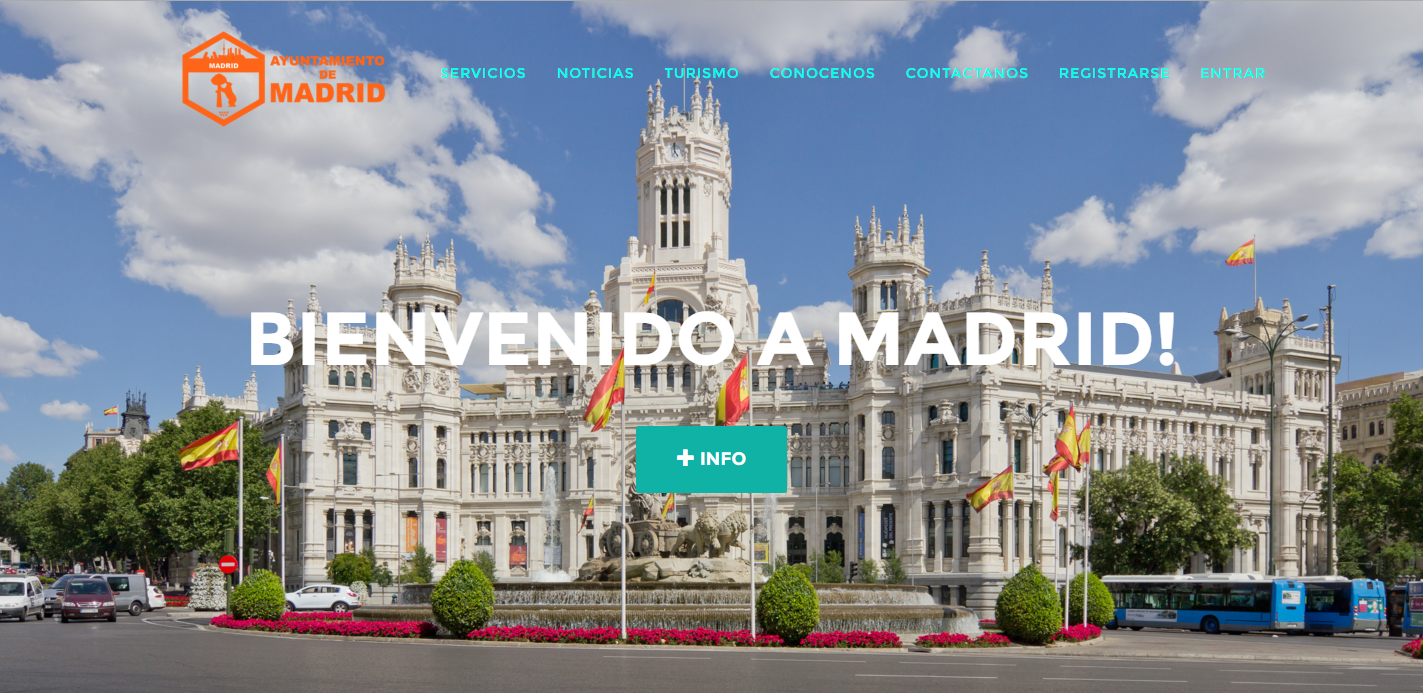 MADRID
AYUNTAMIENTO
DE
MADRID
SERVICIOS
NOTICIAS
TURISMO
CONOCENOS
CONTACTANOS
REGISTRARSE
ENTRAR
BIENVENIDO A MADRID!
+ INFO